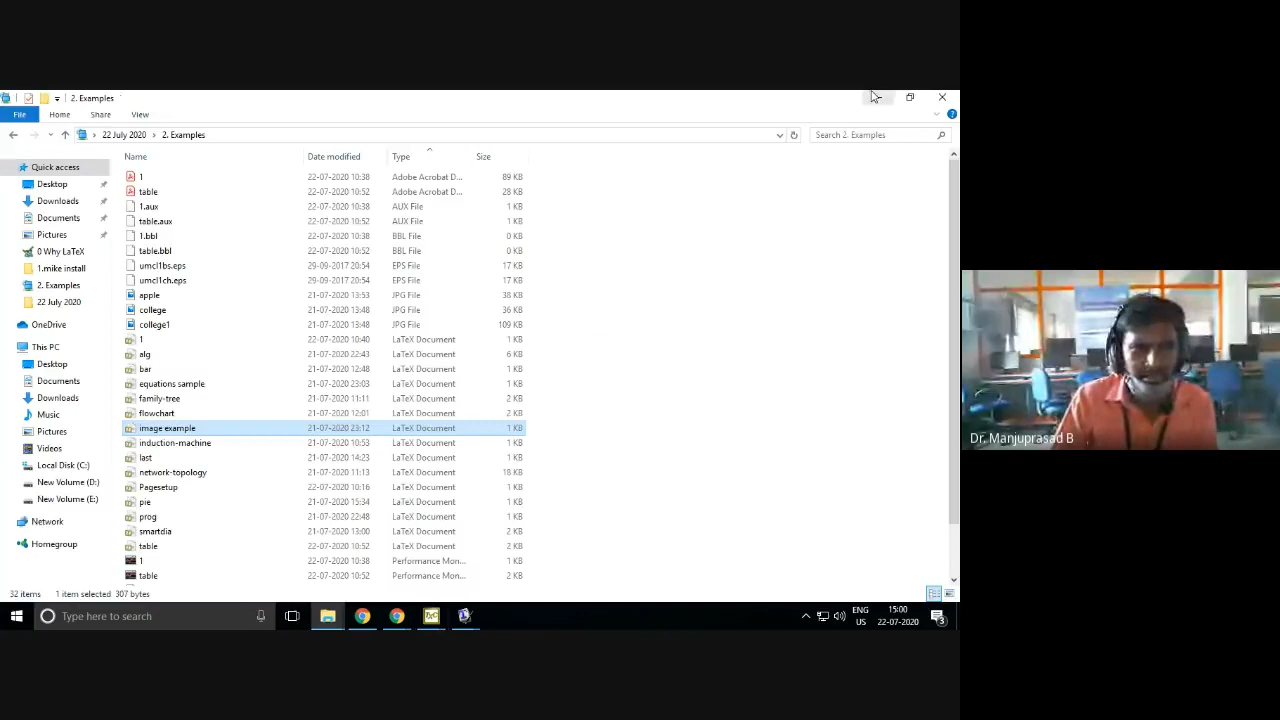 2. Examples
File Home Share View
22 July 2020 > 2. Examples
Search 2. Examples
Name Date modified Type Size
Quick access
Desktop
Downloads
Documents
Pictures
0 Why LaTeX
1.mike install
2. Examples
22 July 2020
OneDrive
This PC
Desktop
Documents
Downloads
Music
Pictures
Videos
Local Disk (C:)
New Volume (D:)
New Volume (E:)
Network
Homegroup
1 22-07-2020 10:38 Adobe Acrobat D... 89 KB
table 22-07-2020 10:52 Adobe Acrobat D... 28 KB
1.aux 22-07-2020 10:38 AUX File 1 KB
table.aux 22-07-2020 10:52 AUX File 1 KB
1.bbl 22-07-2020 10:38 BBL File 0 KB
table.bbl 22-07-2020 10:52 BBL File 0 KB
umcl1bs.eps 29-09-2017 20:54 EPS File 17 KB
umcl1ch.eps 29-09-2017 20:54 EPS File 17 KB
apple 21-07-2020 13:53 JPG File 38 KB
college 21-07-2020 13:48 JPG File 36 KB
college1 21-07-2020 13:48 JPG File 109 KB
1 22-07-2020 10:40 LaTeX Document 1 KB
alg 21-07-2020 22:43 LaTeX Document 6 KB
bar 21-07-2020 12:48 LaTeX Document 1 KB
equations sample 21-07-2020 23:03 LaTeX Document 1 KB
family-tree 21-07-2020 11:11 LaTeX Document 2 KB
flowchart 21-07-2020 12:01 LaTeX Document 2 KB
image example 21-07-2020 23:12 LaTeX Document 1 KB
induction-machine 21-07-2020 10:53 LaTeX Document 1 KB
last 21-07-2020 14:23 LaTeX Document 1 KB
network-topology 21-07-2020 11:13 LaTeX Document 18 KB
Pagesetup 22-07-2020 10:16 LaTeX Document 1 KB
pie 21-07-2020 15:34 LaTeX Document 1 KB
prog 21-07-2020 22:48 LaTeX Document 1 KB
smartdia 21-07-2020 13:00 LaTeX Document 2 KB
table 22-07-2020 10:52 LaTeX Document 2 KB
1 22-07-2020 10:38 Performance Mon... 1 KB
table 22-07-2020 10:52 Performance Mon... 2 KB
32 items 1 item selected 307 bytes
Type here to search
ENG
US
15:00
22-07-2020
3
Dr. Manjuprasad B